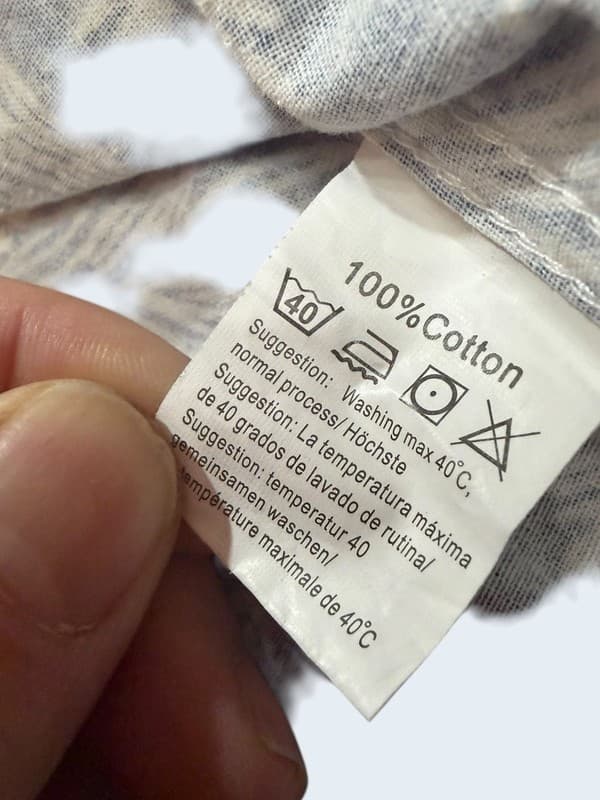 100%Cotton
40
Suggestion: Washing max 40℃,
normal process/ Höchste
Suggestion: La temperatura máxima
de 40 grados de lavado de rutina/
Suggestion: temperatur 40
gemeinsamen waschen/
température maximale de 40℃